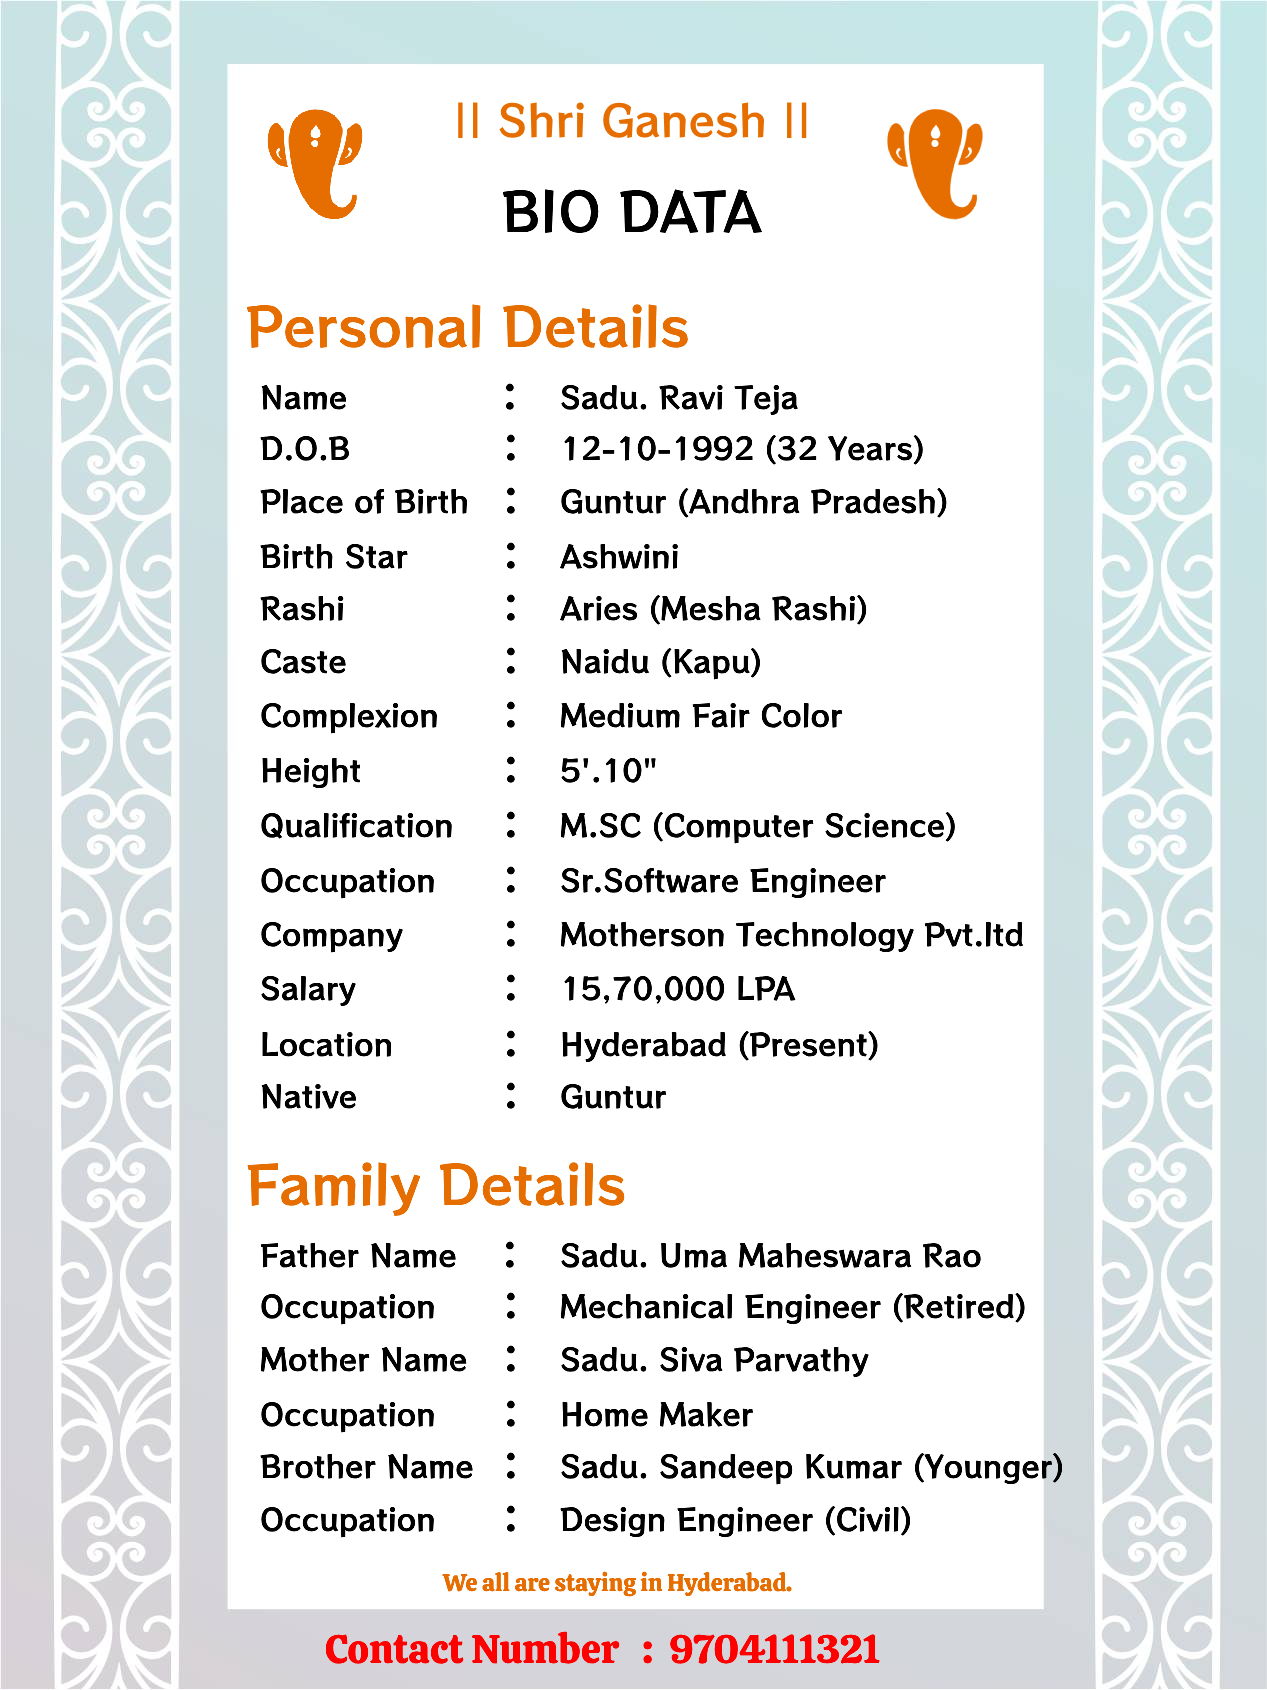 || Shri Ganesh ||
BIO DATA
Personal Details
Name : Sadu. Ravi Teja
D.O.B : 12-10-1992 (32 Years)
Place of Birth : Guntur (Andhra Pradesh)
Birth Star : Ashwini
Rashi : Aries (Mesha Rashi)
Caste : Naidu (Kapu)
Complexion : Medium Fair Color
Height : 5'.10"
Qualification : M.SC (Computer Science)
Occupation : Sr.Software Engineer
Company : Motherson Technology Pvt.ltd
Salary : 15,70,000 LPA
Location : Hyderabad (Present)
Native : Guntur
Family Details
Father Name : Sadu. Uma Maheswara Rao
Occupation : Mechanical Engineer (Retired)
Mother Name : Sadu. Siva Parvathy
Occupation : Home Maker
Brother Name : Sadu. Sandeep Kumar (Younger)
Occupation : Design Engineer (Civil)
We all are staying in Hyderabad.
Contact Number : 9704111321